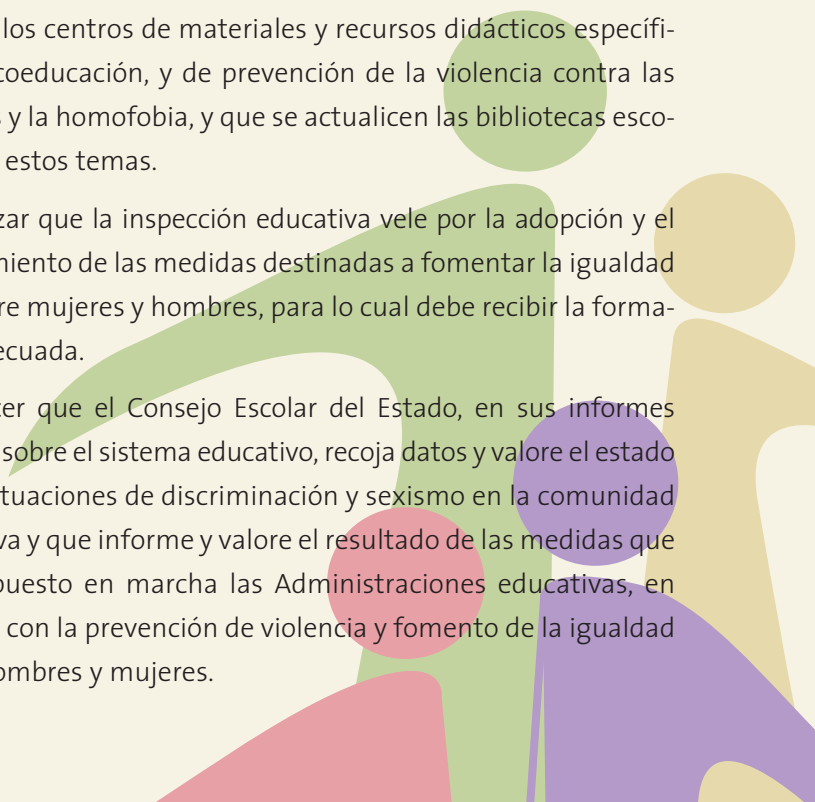 los centros de materiales y recursos didácticos específi-
coeducación, y de prevención de la violencia contra las
y la homofobia, y que se actualicen las bibliotecas esco-
estos temas.
zar que la inspección educativa vele por la adopción y el
miento de las medidas destinadas a fomentar la igualdad
re mujeres y hombres, para lo cual debe recibir la forma-
ecuada.
cer que el Consejo Escolar del Estado, en sus informes
sobre el sistema educativo, recoja datos y valore el estado
tuaciones de discriminación y sexismo en la comunidad
va y que informe y valore el resultado de las medidas que
puesto en marcha las Administraciones educativas, en
con la prevención de violencia y fomento de la igualdad
ombres y mujeres.